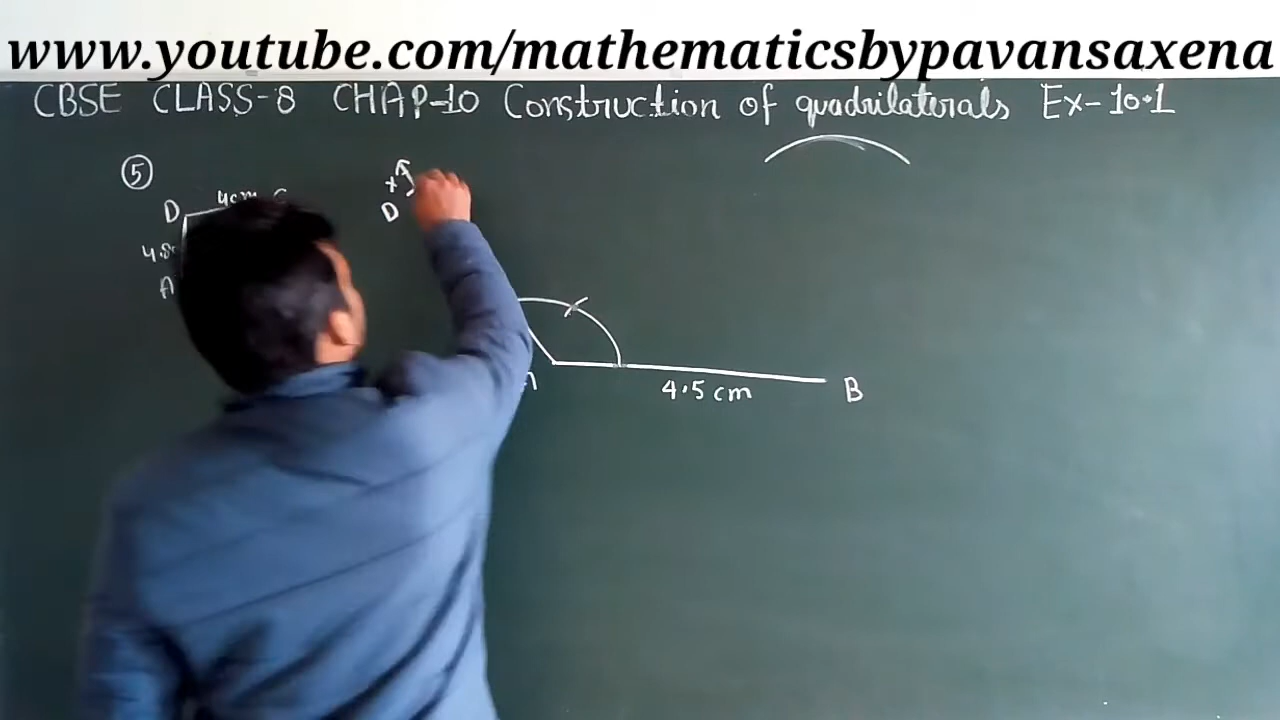 www.youtube.com/mathematicsbypavansaxena
CBSE CLASS-8 CHAP-10 Construction of quadrilaterals Ex-10.1
5
D 4cm C
A
D
4.5 cm B